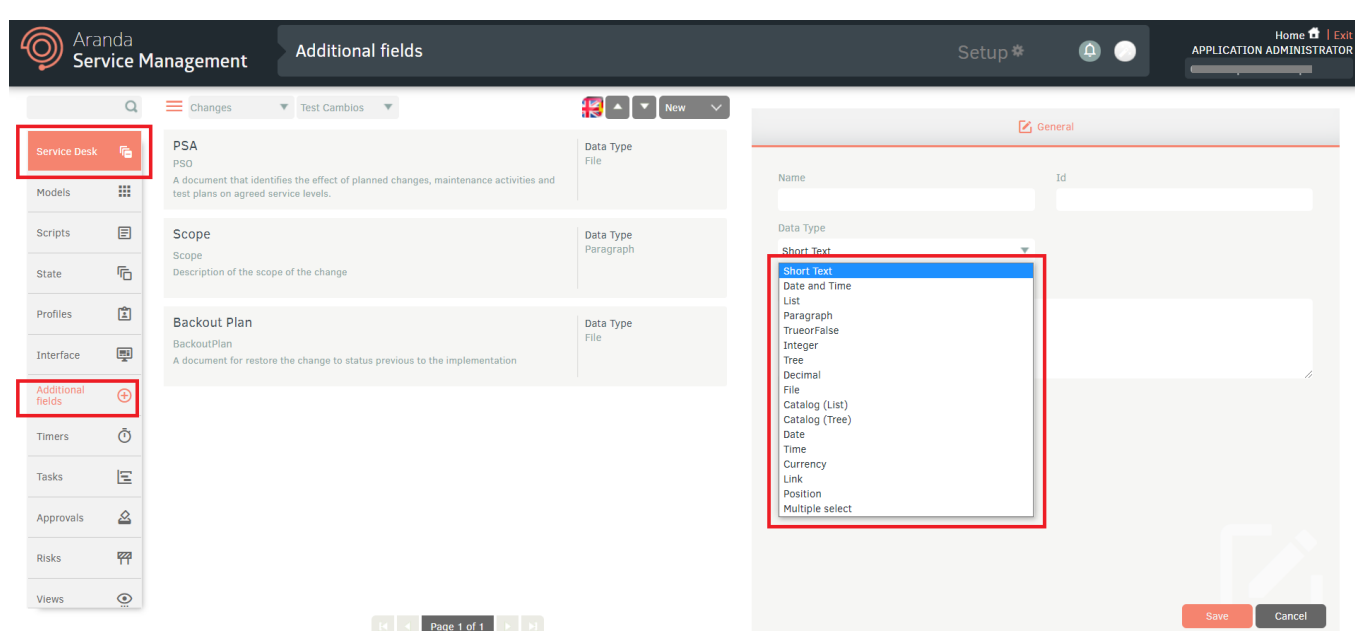 Aranda
Service Management
Additional fields
Setup
Home | Exit
APPLICATION ADMINISTRATOR
Changes
Test Cambios
New
Service Desk
Models
Scripts
State
Profiles
Interface
Additional
fields
Timers
Tasks
Approvals
Risks
Views
PSA
PSO
A document that identifies the effect of planned changes, maintenance activities and
test plans on agreed service levels.
Data Type
File
Scope
Scope
Description of the scope of the change
Data Type
Paragraph
Backout Plan
BackoutPlan
A document for restore the change to status previous to the implementation
Data Type
File
Page 1 of 1
General
Name
Id
Data Type
Short Text
Short Text
Date and Time
List
Paragraph
TrueorFalse
Integer
Tree
Decimal
File
Catalog (List)
Catalog (Tree)
Date
Time
Currency
Link
Position
Multiple select
Save
Cancel